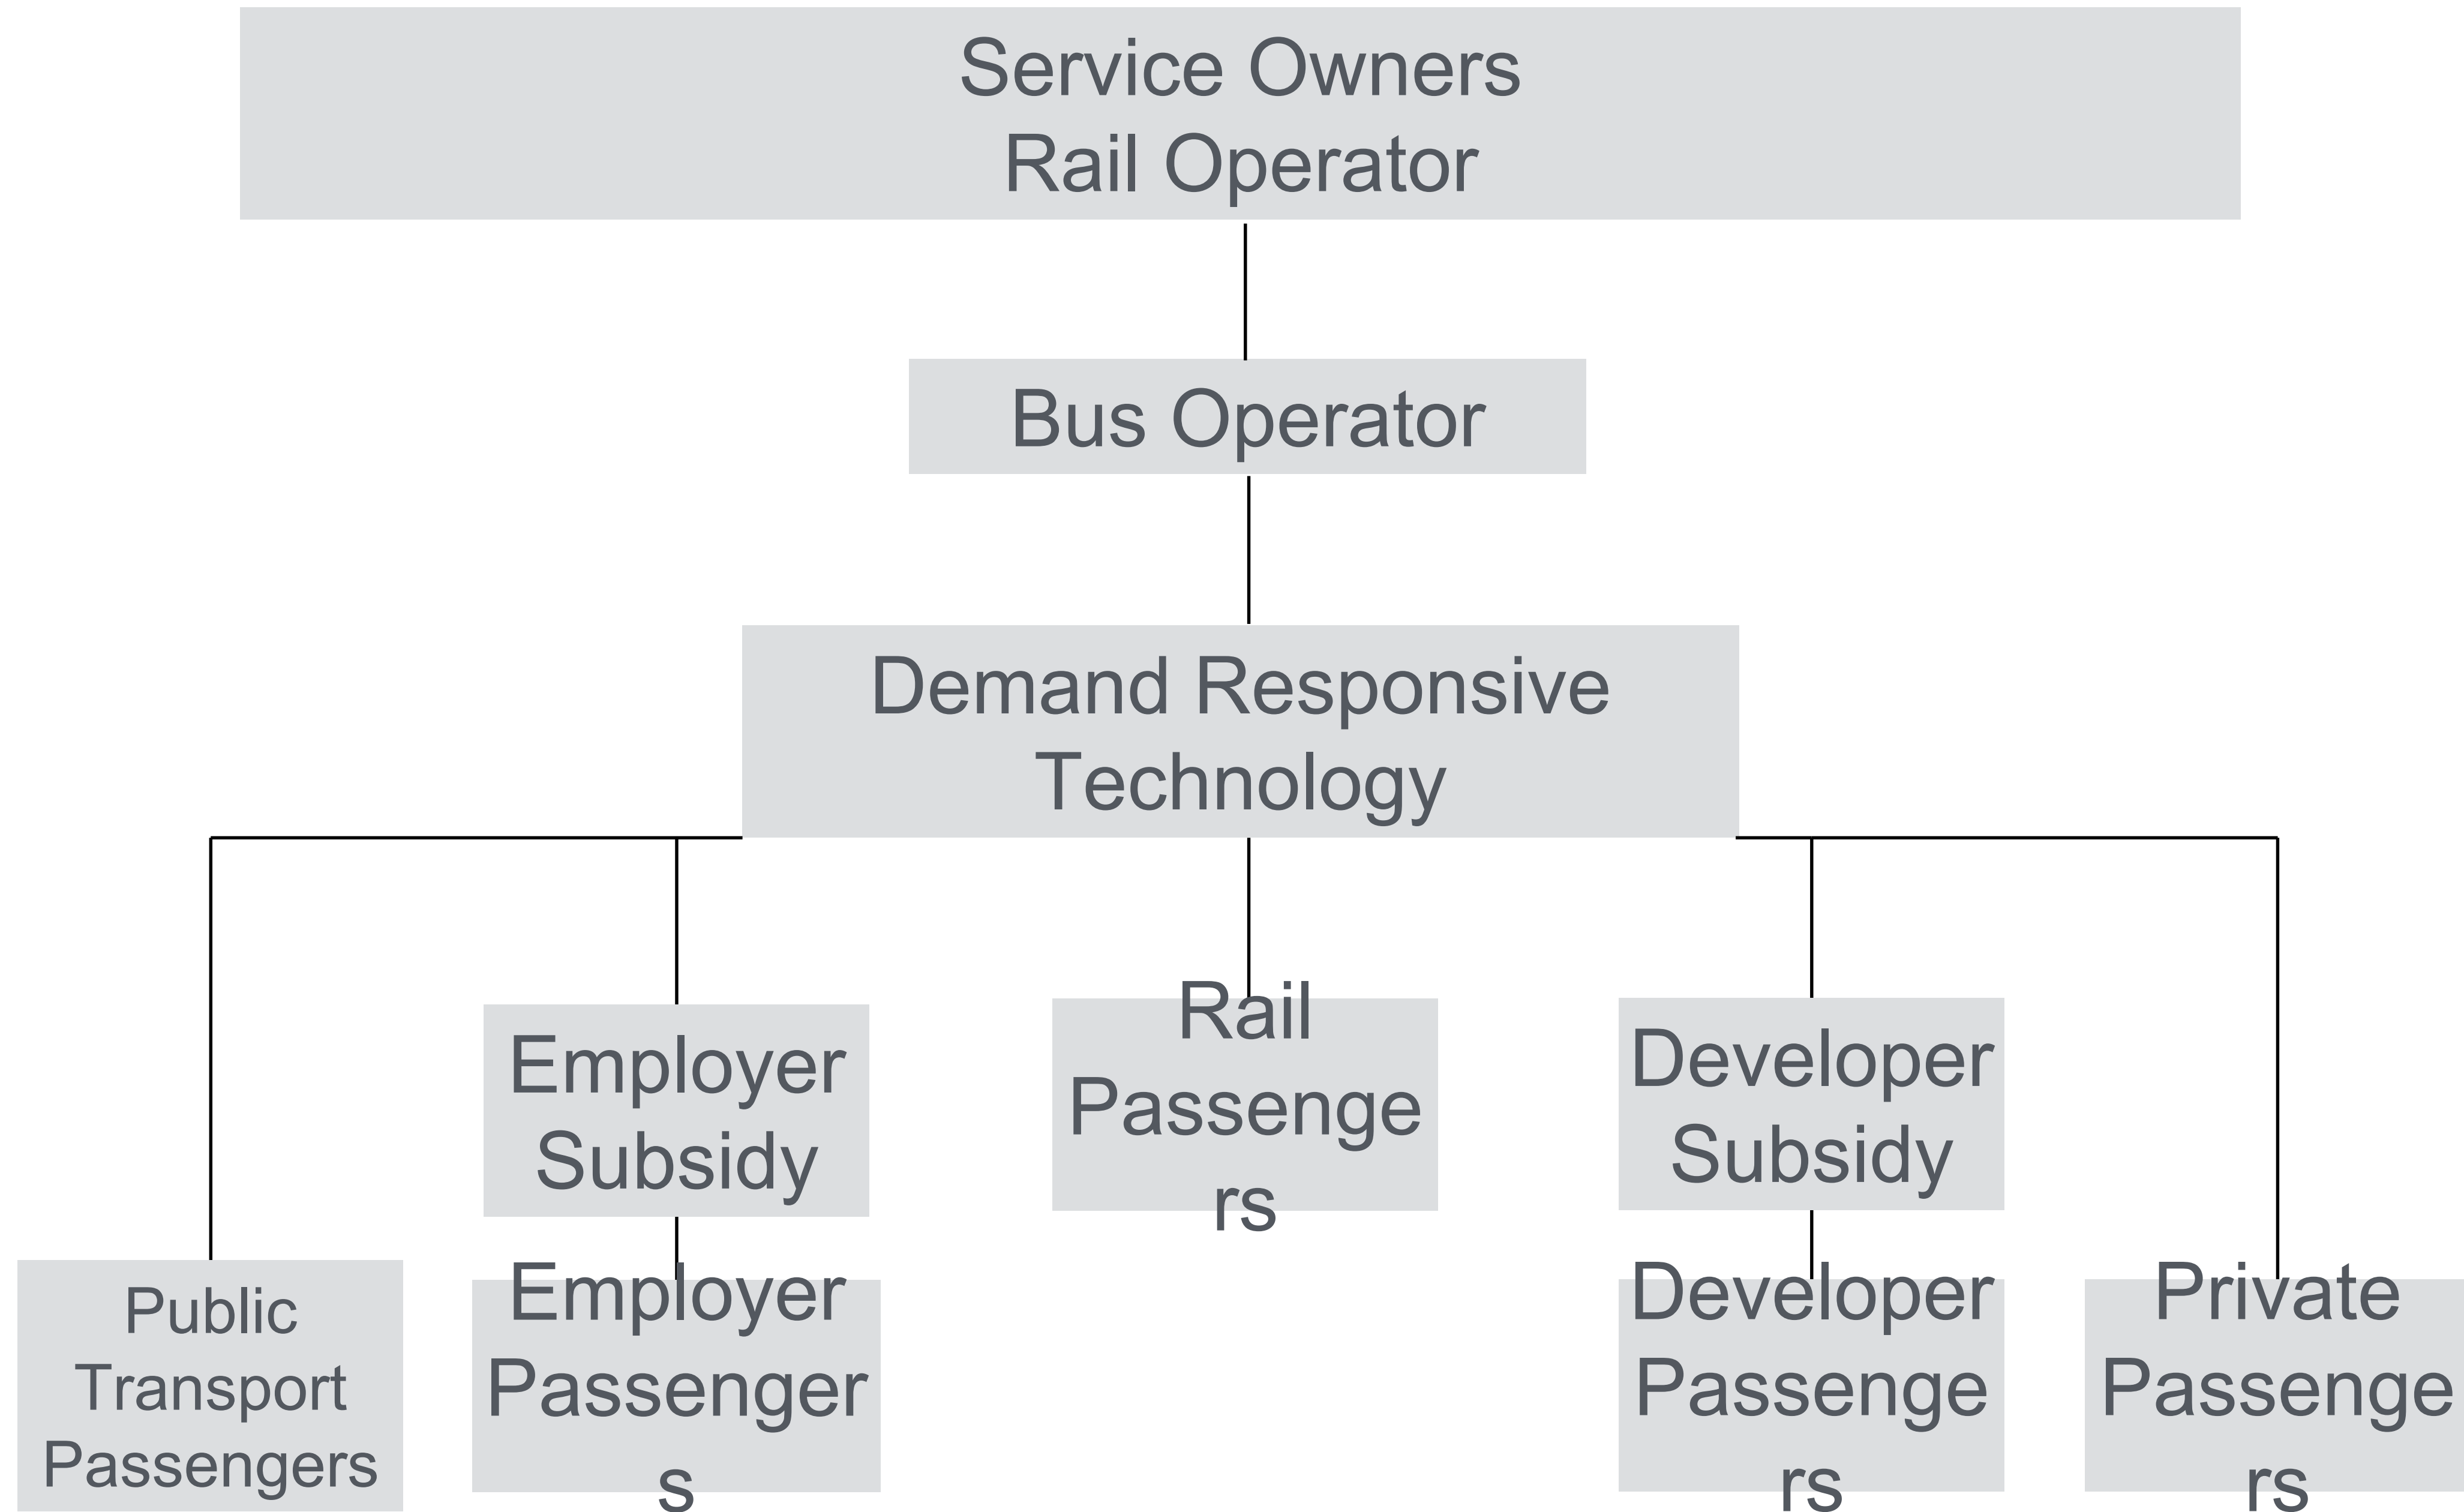 Service Owners
Rail Operator
Bus Operator
Demand Responsive
Technology
Public
Transport
Passengers
Employer
Subsidy
Employer
Passenger
s
Rail
Passenge
rs
Developer
Subsidy
Developer
Passenge
rs
Private
Passenge
rs